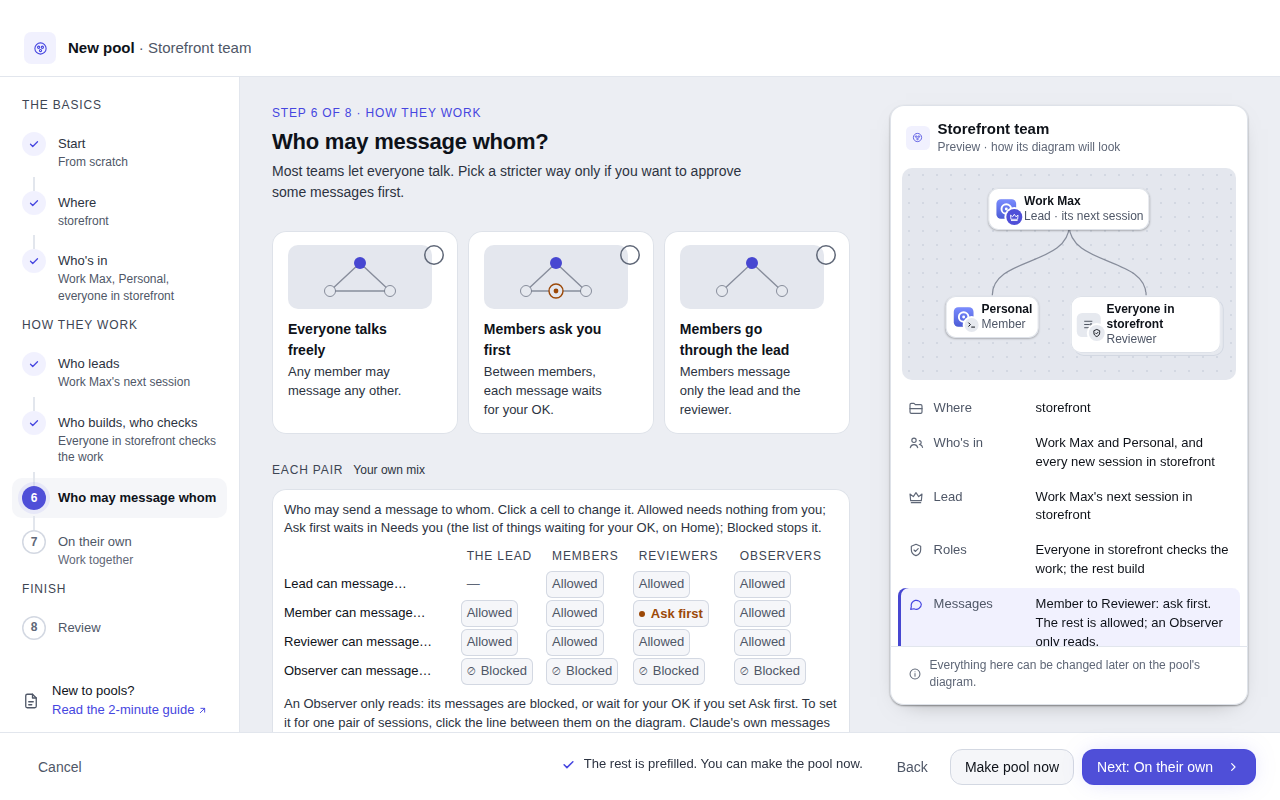 New pool · Storefront team
THE BASICS
Start
From scratch
Where
storefront
Who's in
Work Max, Personal,
everyone in storefront
HOW THEY WORK
Who leads
Work Max's next session
Who builds, who checks
Everyone in storefront checks
the work
6 Who may message whom
7 On their own
Work together
FINISH
8 Review
New to pools?
Read the 2-minute guide
STEP 6 OF 8 · HOW THEY WORK
Who may message whom?
Most teams let everyone talk. Pick a stricter way only if you want to approve
some messages first.
Everyone talks
freely
Any member may
message any other.
Members ask you
first
Between members,
each message waits
for your OK.
Members go
through the lead
Members message
only the lead and the
reviewer.
EACH PAIR Your own mix
Who may send a message to whom. Click a cell to change it. Allowed needs nothing from you;
Ask first waits in Needs you (the list of things waiting for your OK, on Home); Blocked stops it.
THE LEAD MEMBERS REVIEWERS OBSERVERS
Lead can message… — Allowed Allowed Allowed
Member can message… Allowed Allowed Ask first Allowed
Reviewer can message… Allowed Allowed Allowed Allowed
Observer can message… Blocked Blocked Blocked Blocked
An Observer only reads: its messages are blocked, or wait for your OK if you set Ask first. To set
it for one pair of sessions, click the line between them on the diagram. Claude's own messages
Storefront team
Preview · how its diagram will look
Work Max
Lead · its next session
Personal
Member
Everyone in
storefront
Reviewer
Where storefront
Who's in Work Max and Personal, and
every new session in storefront
Lead Work Max's next session in
storefront
Roles Everyone in storefront checks the
work; the rest build
Messages Member to Reviewer: ask first.
The rest is allowed; an Observer
only reads.
Everything here can be changed later on the pool's
diagram.
Cancel
The rest is prefilled. You can make the pool now.
Back
Make pool now
Next: On their own